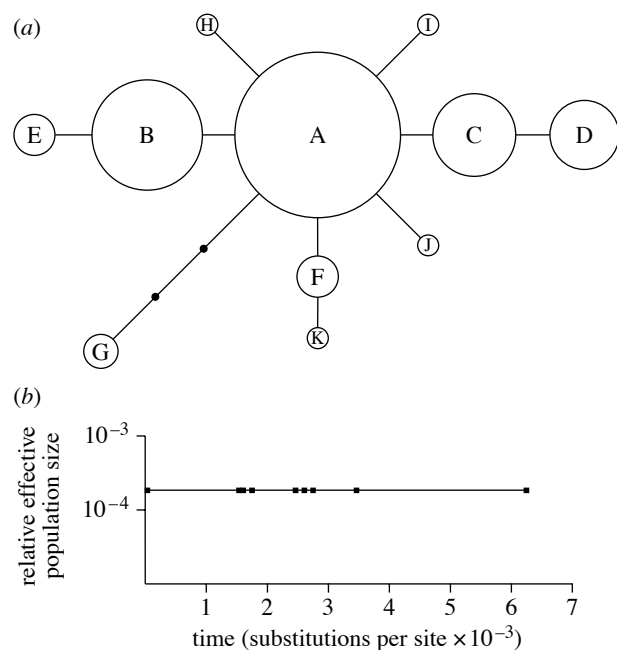 (a)
H
I
E
B
A
C
D
J
F
G
K
(b)
relative effective
population size
10⁻³
10⁻⁴
1 2 3 4 5 6 7
time (substitutions per site ×10⁻³)